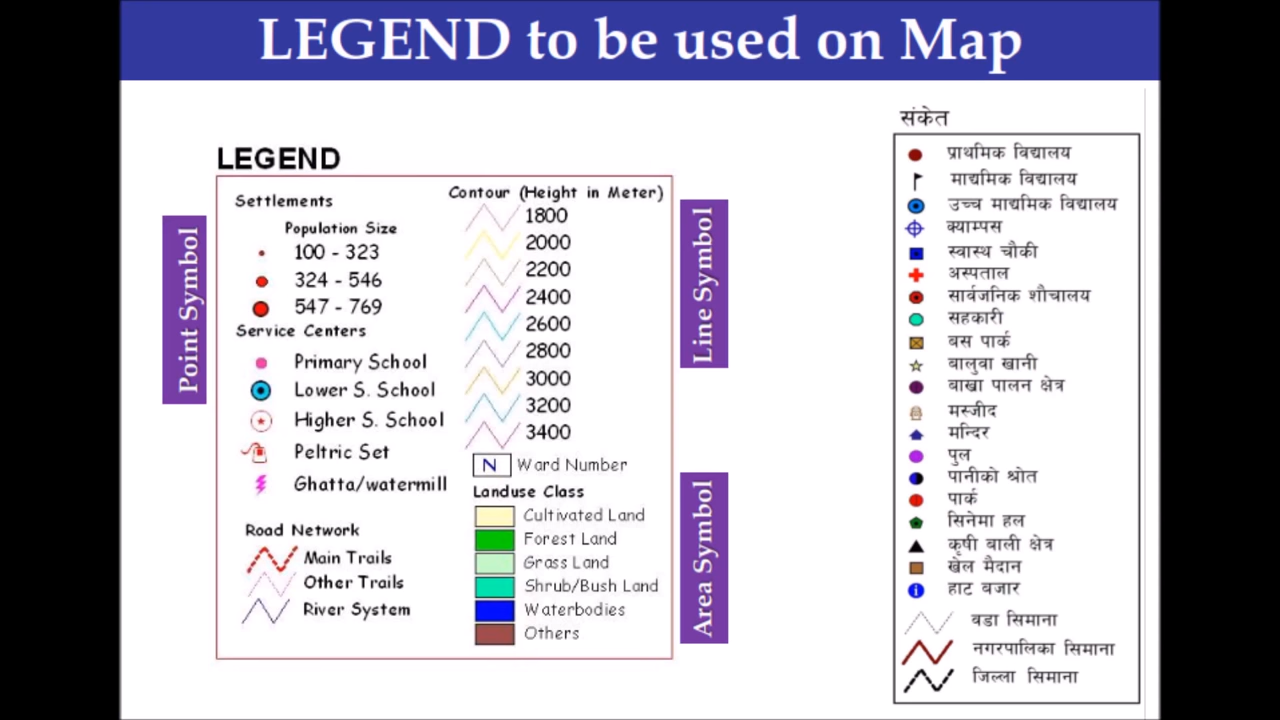 LEGEND to be used on Map
Point Symbol
LEGEND
Settlements
Population Size
100 - 323
324 - 546
547 - 769
Service Centers
Primary School
Lower S. School
Higher S. School
Peltric Set
Ghatta/watermill
Road Network
Main Trails
Other Trails
River System
Contour (Height in Meter)
1800
2000
2200
2400
2600
2800
3000
3200
3400
N Ward Number
Landuse Class
Cultivated Land
Forest Land
Grass Land
Shrub/Bush Land
Waterbodies
Others
Line Symbol
Area Symbol
संकेत
प्राथमिक विद्यालय
माद्यमिक विद्यालय
उच्च माद्यमिक विद्यालय
क्याम्पस
स्वास्थ चौकी
अस्पताल
सार्वजनिक शौचालय
सहकारी
बस पार्क
बालुवा खानी
बाखा पालन क्षेत्र
मस्जीद
मन्दिर
पुल
पानीको श्रोत
पार्क
सिनेमा हल
कृषी बाली क्षेत्र
खेल मैदान
हाट बजार
वडा सिमाना
नगरपालिका सिमाना
जिल्ला सिमाना